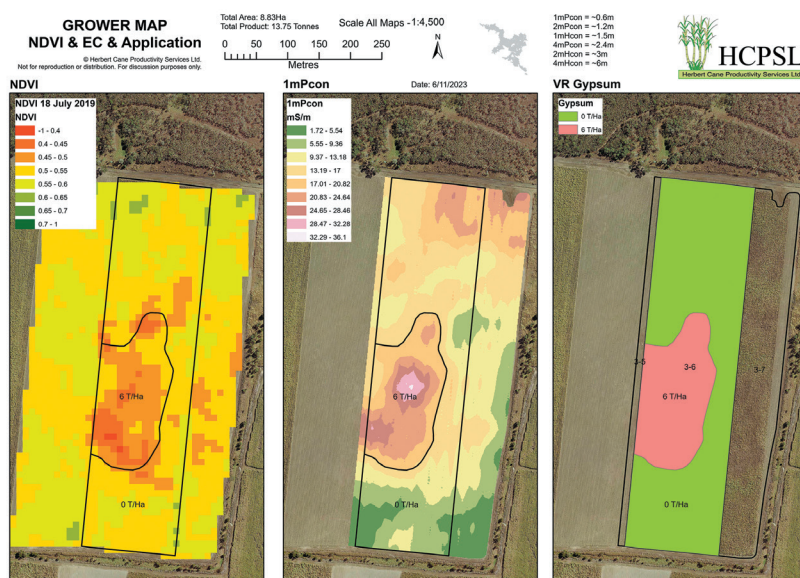 GROWER MAP
NDVI & EC & Application
© Herbert Cane Productivity Services Ltd.
Not for reproduction or distribution. For discussion purposes only.
Total Area: 8.83Ha
Total Product: 13.75 Tonnes
Scale All Maps - 1:4,500
0 50 100 150 200 250
Metres
N
1mPcon = ~0.6m
2mPcon = ~1.2m
1mHcon = ~1.5m
4mPcon = ~2.4m
2mHcon = ~3m
4mHcon = ~6m
HCPSL
Herbert Cane Productivity Services Ltd
NDVI
NDVI 18 July 2019
NDVI
-1 - 0.4
0.4 - 0.45
0.45 - 0.5
0.5 - 0.55
0.55 - 0.6
0.6 - 0.65
0.65 - 0.7
0.7 - 1
6 T/Ha
0 T/Ha
1mPcon
Date: 6/11/2023
1mPcon
mS/m
1.72 - 5.54
5.55 - 9.36
9.37 - 13.18
13.19 - 17
17.01 - 20.82
20.83 - 24.64
24.65 - 28.46
28.47 - 32.28
32.29 - 36.1
6 T/Ha
0 T/Ha
VR Gypsum
Gypsum
0 T/Ha
6 T/Ha
3-5
3-6
3-7
6 T/Ha
0 T/Ha